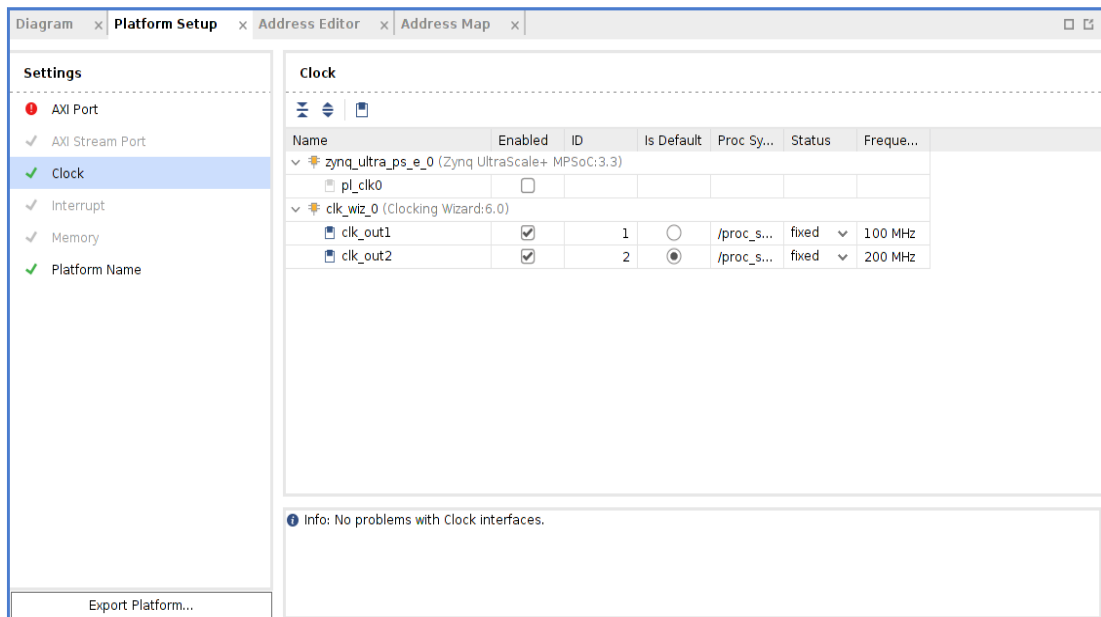 Diagram x Platform Setup x Address Editor x Address Map x
Settings
AXI Port
AXI Stream Port
Clock
Interrupt
Memory
Platform Name
Export Platform...
Clock
Name Enabled ID Is Default Proc Sy... Status Freque...
zynq_ultra_ps_e_0 (Zynq UltraScale+ MPSoC:3.3)
pl_clk0
clk_wiz_0 (Clocking Wizard:6.0)
clk_out1 1 /proc_s... fixed 100 MHz
clk_out2 2 /proc_s... fixed 200 MHz
Info: No problems with Clock interfaces.